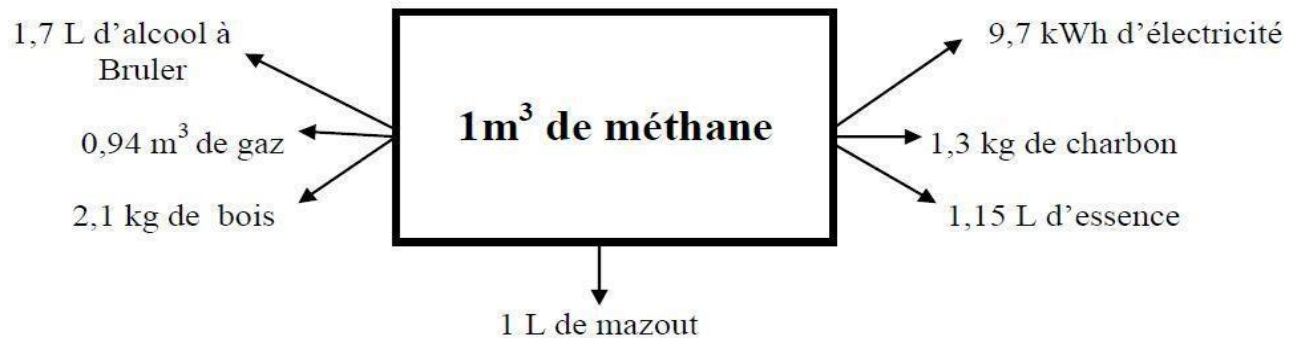 1,7 L d’alcool à
Bruler
0,94 m³ de gaz
2,1 kg de bois
1m³ de méthane
9,7 kWh d’électricité
1,3 kg de charbon
1,15 L d’essence
1 L de mazout